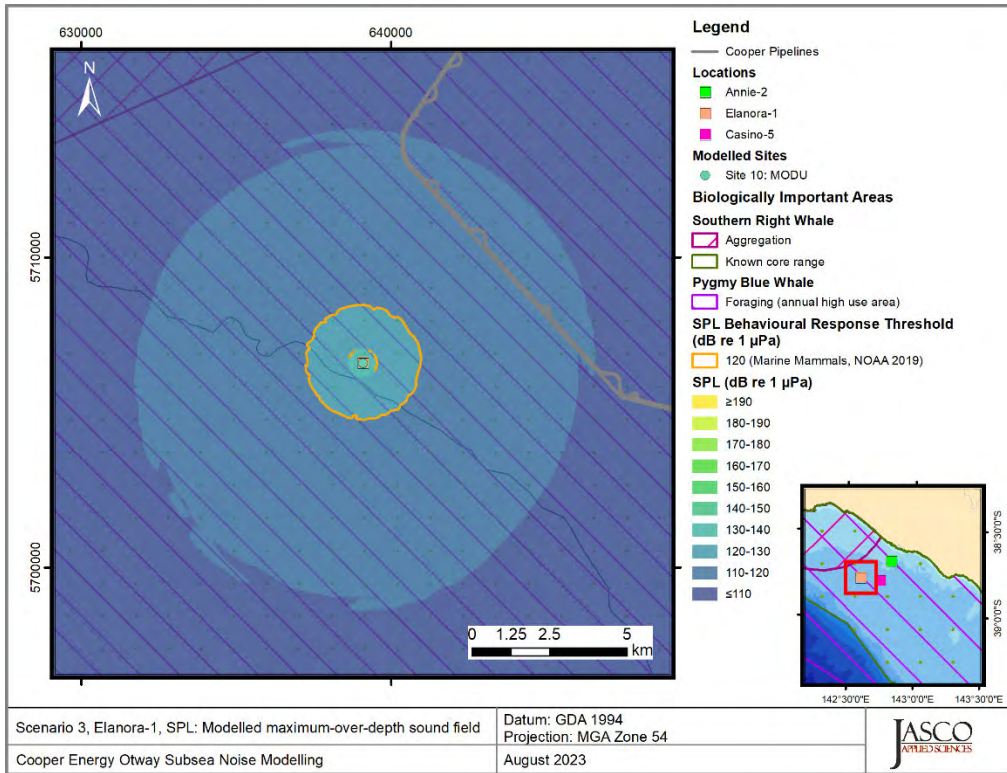 630000
640000
N
5710000
5700000
0 1.25 2.5 5
km
Legend
Cooper Pipelines
Locations
Annie-2
Elanora-1
Casino-5
Modelled Sites
Site 10: MODU
Biologically Important Areas
Southern Right Whale
Aggregation
Known core range
Pygmy Blue Whale
Foraging (annual high use area)
SPL Behavioural Response Threshold
(dB re 1 µPa)
120 (Marine Mammals, NOAA 2019)
SPL (dB re 1 µPa)
≥190
180-190
170-180
160-170
150-160
140-150
130-140
120-130
110-120
≤110
38°30'0"S
39°0'0"S
142°30'0"E 143°0'0"E 143°30'0"E
Scenario 3, Elanora-1, SPL: Modelled maximum-over-depth sound field
Datum: GDA 1994
Projection: MGA Zone 54
Cooper Energy Otway Subsea Noise Modelling
August 2023
JASCO
APPLIED SCIENCES